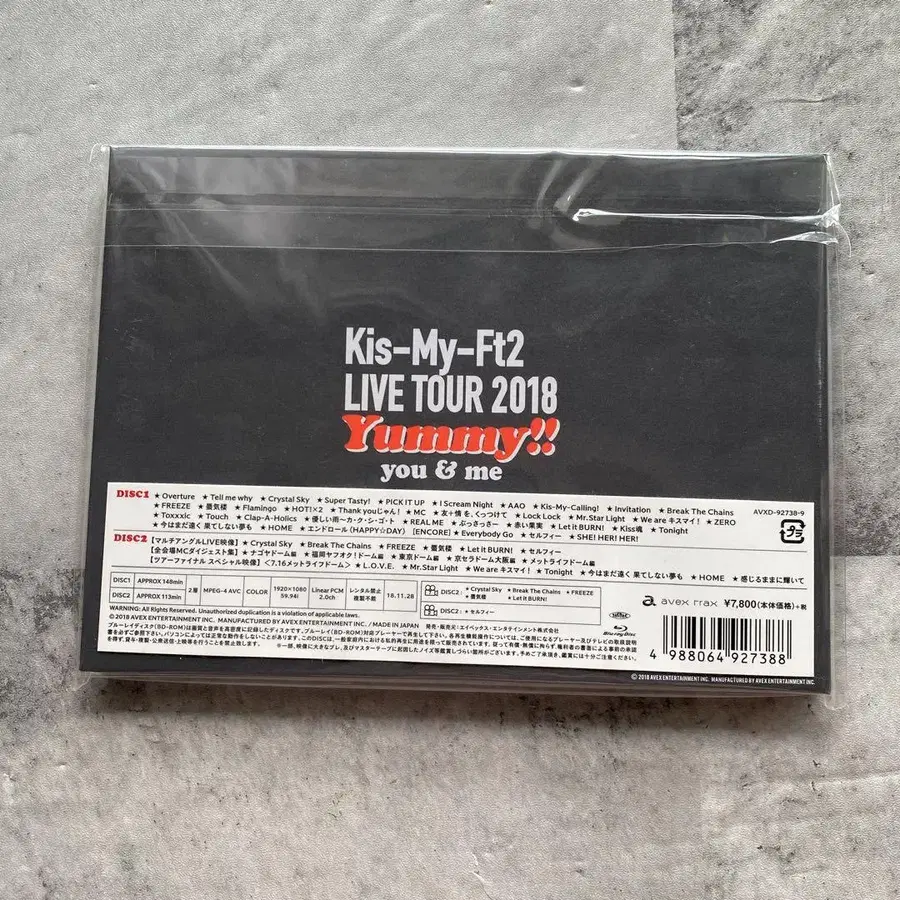 Kis-My-Ft2
LIVE TOUR 2018
Yummy!!
you & me
DISC1 ★Overture ★Tell me why ★Crystal Sky ★Super Tasty! ★PICK IT UP ★I Scream Night ★AAO ★Kis-My-Calling! ★Invitation ★Break The Chains
AVXD-92738-9
★FREEZE ★蜃気楼 ★Flamingo ★HOT!×2 ★Thank youじゃん! ★MC ★友+情 を、くっつけて ★Lock Lock ★Mr.Star Light ★We are キスマイ! ★ZERO
★Toxxxic ★Touch ★Clap-A-Holics ★優しい雨〜カ・ク・シ・ゴ・ト ★REAL ME ★ぶっさっさー ★赤い果実 ★Let it BURN! ★Kiss魂 ★Tonight
★今はまだ遠く 果てしない夢も ★HOME ★エンドロール (HAPPY☆DAY) [ENCORE] ★Everybody Go ★セルフィー ★SHE! HER! HER!
プラ
DISC2 【マルチアングルLIVE映像】 ★Crystal Sky ★Break The Chains ★FREEZE ★蜃気楼 ★Let it BURN! ★セルフィー
【全会場MCダイジェスト集】 ★ナゴヤドーム編 ★福岡ヤフオク!ドーム編 ★東京ドーム編 ★京セラドーム大阪編 ★メットライフドーム編
【ツアーファイナル スペシャル映像】 <7.16メットライフドーム> ★L.O.V.E. ★Mr.Star Light ★We are キスマイ! ★Tonight ★今はまだ遠く 果てしない夢も ★HOME ★感じるままに輝いて
DISC1 APPROX 148min 2層 MPEG-4 AVC COLOR 1920×1080 59.94i Linear PCM 2.0ch レンタル禁止 複製不能 18.11.28
DISC2 APPROX 113min
DISC2: ★Crystal Sky ★Break The Chains ★FREEZE
★蜃気楼 ★Let it BURN!
DISC2: ★セルフィー
Blu-ray Disc
avex trax ¥7,800(本体価格)+税
WARNING: All Rights Reserved. Unauthorized duplication is a violation of applicable laws.
©2018 AVEX ENTERTAINMENT INC. / MADE IN JAPAN 発売・販売元:エイベックス・エンタテインメント株式会社
4 988064 927388
© 2018 AVEX ENTERTAINMENT INC. MANUFACTURED BY AVEX ENTERTAINMENT INC.